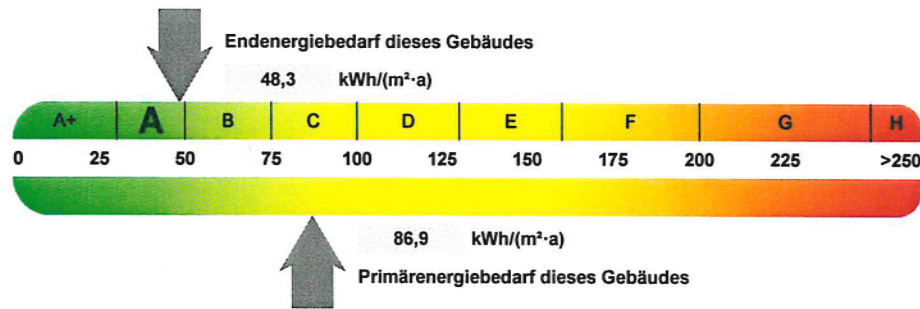 Endenergiebedarf dieses Gebäudes
48,3 kWh/(m²·a)
A+ A B C D E F G H
0 25 50 75 100 125 150 175 200 225 >250
86,9 kWh/(m²·a)
Primärenergiebedarf dieses Gebäudes